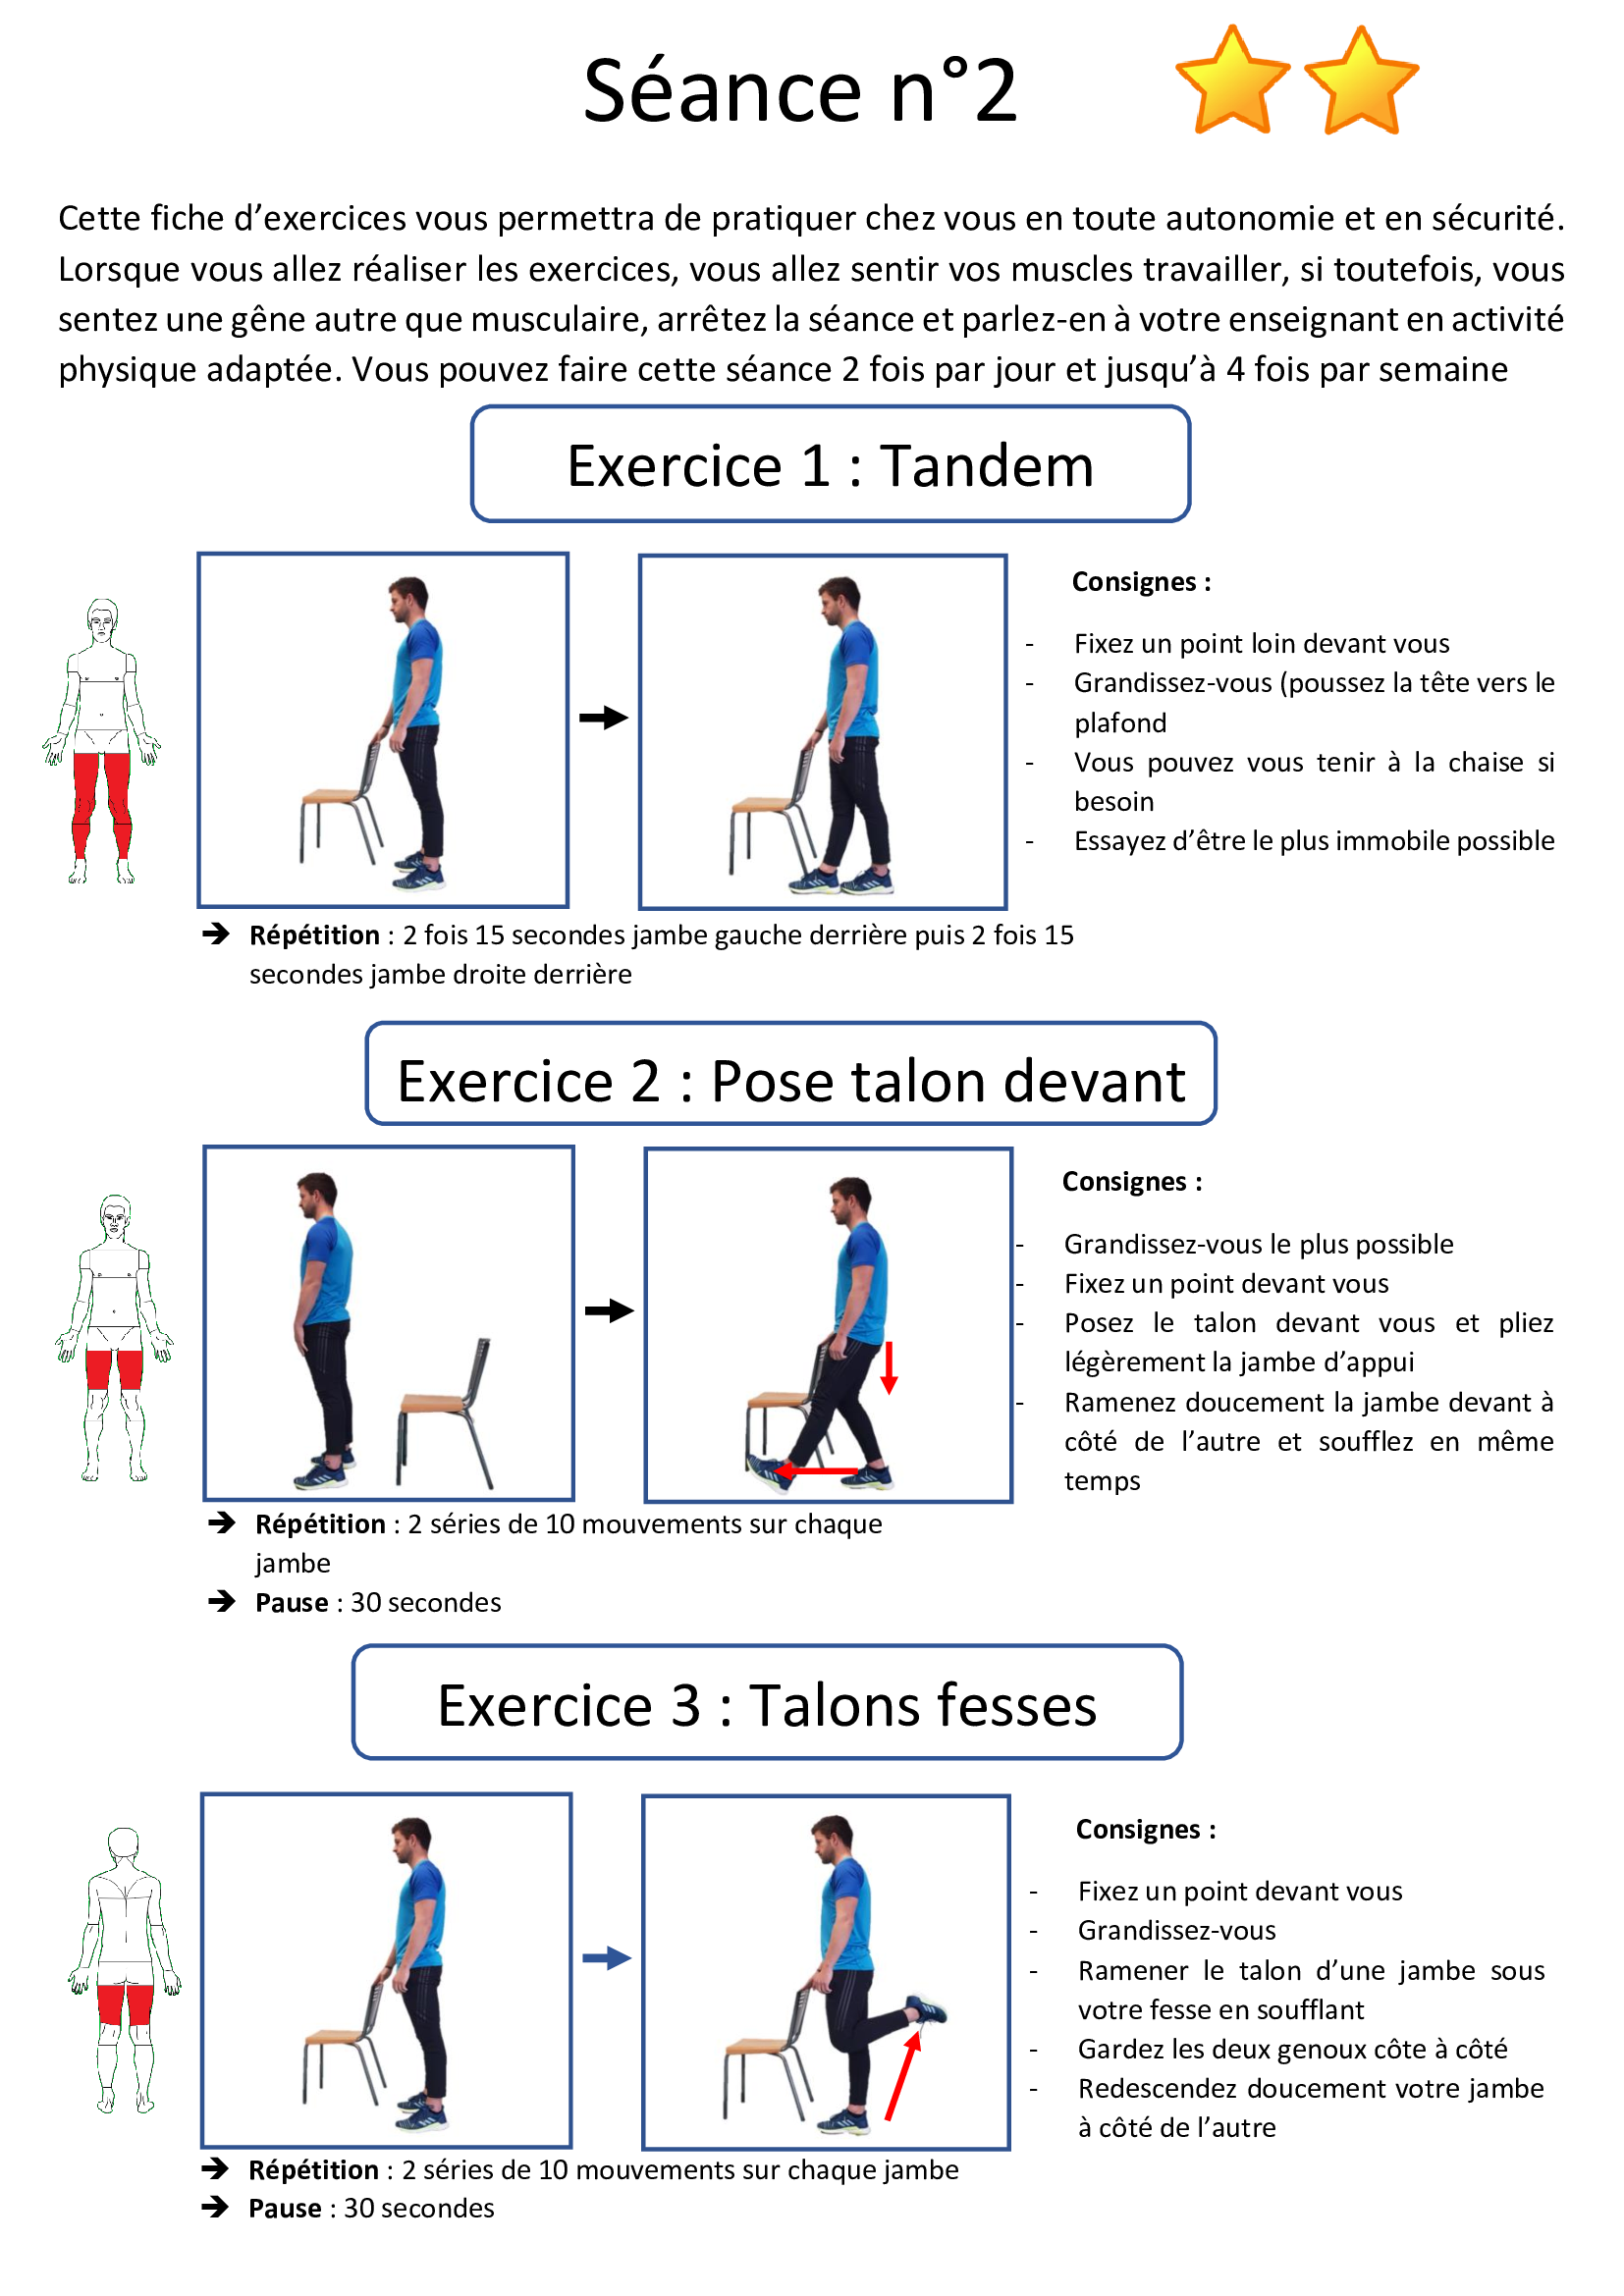 Séance n°2
Cette fiche d’exercices vous permettra de pratiquer chez vous en toute autonomie et en sécurité.
Lorsque vous allez réaliser les exercices, vous allez sentir vos muscles travailler, si toutefois, vous
sentez une gêne autre que musculaire, arrêtez la séance et parlez-en à votre enseignant en activité
physique adaptée. Vous pouvez faire cette séance 2 fois par jour et jusqu’à 4 fois par semaine
Exercice 1 : Tandem
Consignes :
- Fixez un point loin devant vous
- Grandissez-vous (poussez la tête vers le
plafond
- Vous pouvez vous tenir à la chaise si
besoin
- Essayez d’être le plus immobile possible
➔ Répétition : 2 fois 15 secondes jambe gauche derrière puis 2 fois 15
secondes jambe droite derrière
Exercice 2 : Pose talon devant
Consignes :
- Grandissez-vous le plus possible
- Fixez un point devant vous
- Posez le talon devant vous et pliez
légèrement la jambe d’appui
- Ramenez doucement la jambe devant à
côté de l’autre et soufflez en même
temps
➔ Répétition : 2 séries de 10 mouvements sur chaque
jambe
➔ Pause : 30 secondes
Exercice 3 : Talons fesses
Consignes :
- Fixez un point devant vous
- Grandissez-vous
- Ramener le talon d’une jambe sous
votre fesse en soufflant
- Gardez les deux genoux côte à côté
- Redescendez doucement votre jambe
à côté de l’autre
➔ Répétition : 2 séries de 10 mouvements sur chaque jambe
➔ Pause : 30 secondes